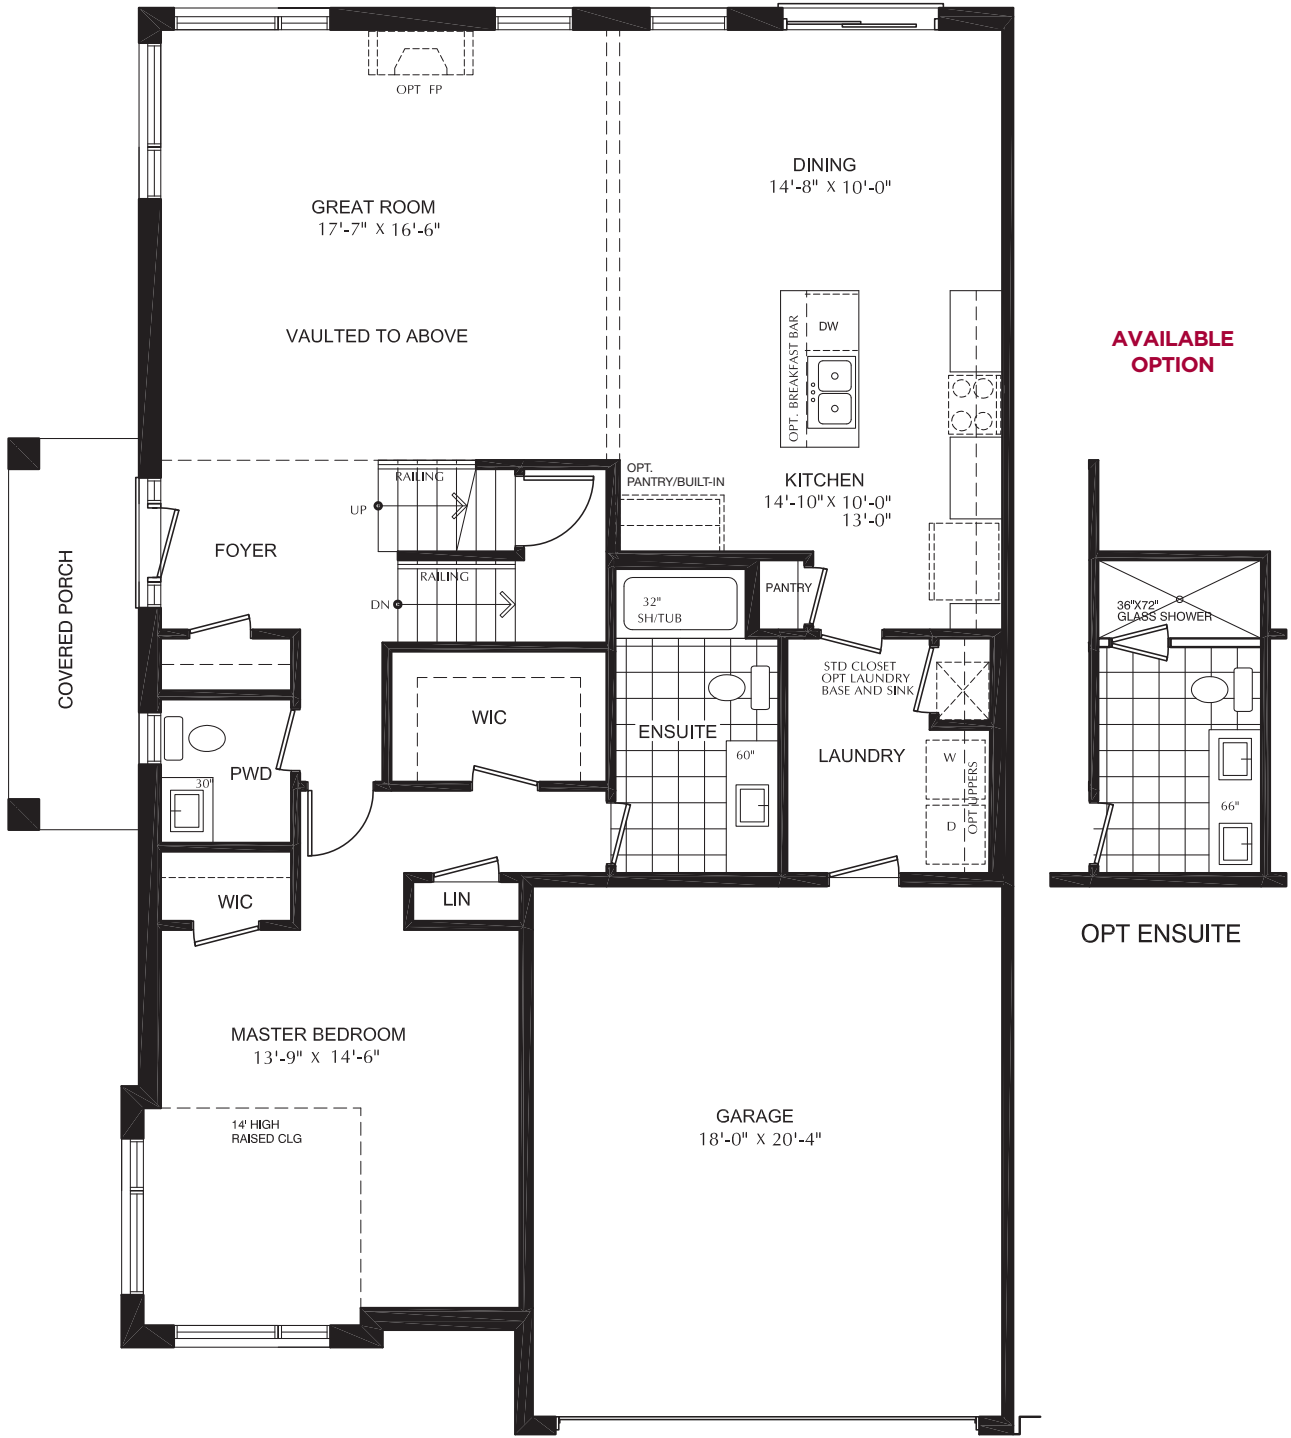 OPT FP
GREAT ROOM
17'-7" X 16'-6"
VAULTED TO ABOVE
DINING
14'-8" X 10'-0"
OPT. BREAKFAST BAR
DW
KITCHEN
14'-10" X 10'-0"
13'-0"
OPT.
PANTRY/BUILT-IN
RAILING
UP
FOYER
RAILING
DN
COVERED PORCH
PANTRY
32"
SH/TUB
STD CLOSET
OPT LAUNDRY
BASE AND SINK
WIC
ENSUITE
60"
LAUNDRY
W
D
OPT UPPERS
PWD
30"
WIC
LIN
MASTER BEDROOM
13'-9" X 14'-6"
14' HIGH
RAISED CLG
GARAGE
18'-0" X 20'-4"
AVAILABLE
OPTION
36"X72"
GLASS SHOWER
66"
OPT ENSUITE